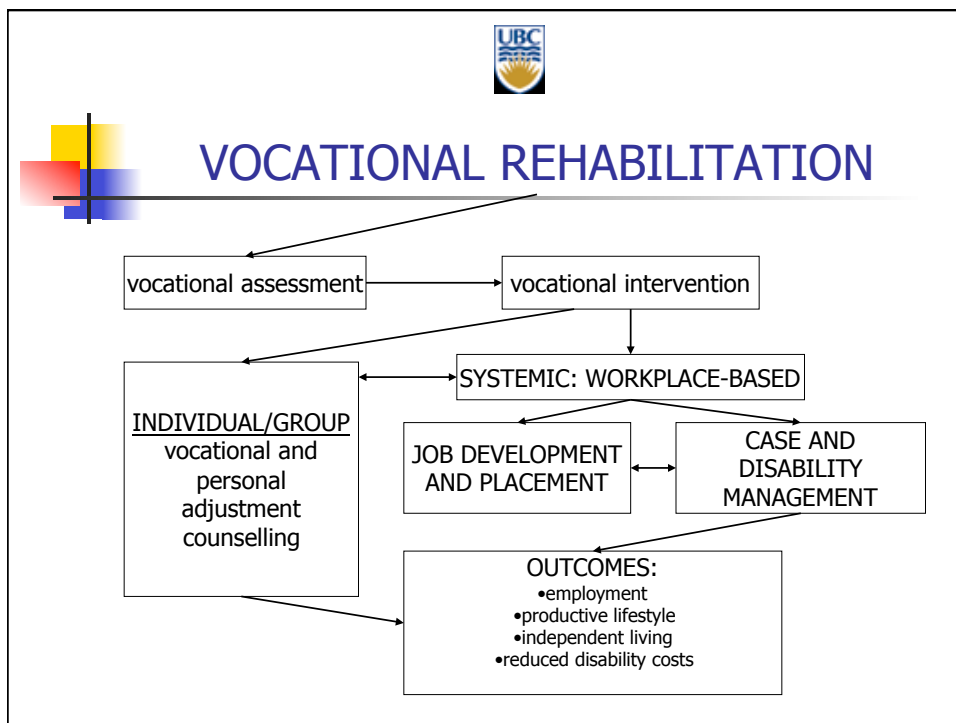 UBC
VOCATIONAL REHABILITATION
vocational assessment
vocational intervention
INDIVIDUAL/GROUP
vocational and
personal
adjustment
counselling
SYSTEMIC: WORKPLACE-BASED
JOB DEVELOPMENT
AND PLACEMENT
CASE AND
DISABILITY
MANAGEMENT
OUTCOMES:
•employment
•productive lifestyle
•independent living
•reduced disability costs